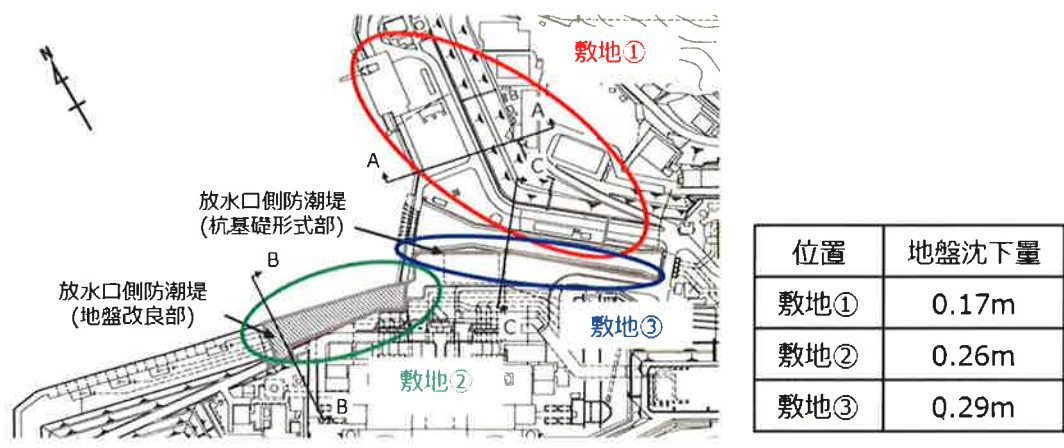 敷地①
N
A
A
C
放水口側防潮堤
(杭基礎形式部)
B
放水口側防潮堤
(地盤改良部)
C
敷地③
敷地②
B
位置 地盤沈下量
敷地① 0.17m
敷地② 0.26m
敷地③ 0.29m